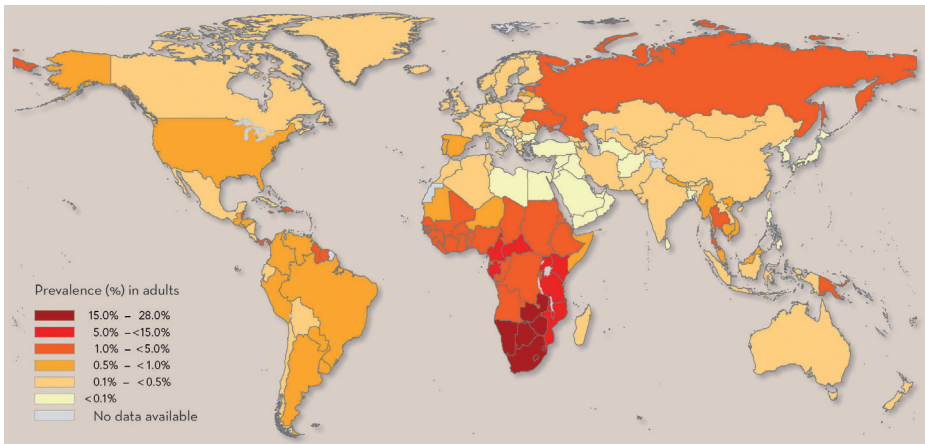 Prevalence (%) in adults
15.0% – 28.0%
5.0% – <15.0%
1.0% – <5.0%
0.5% – <1.0%
0.1% – <0.5%
<0.1%
No data available